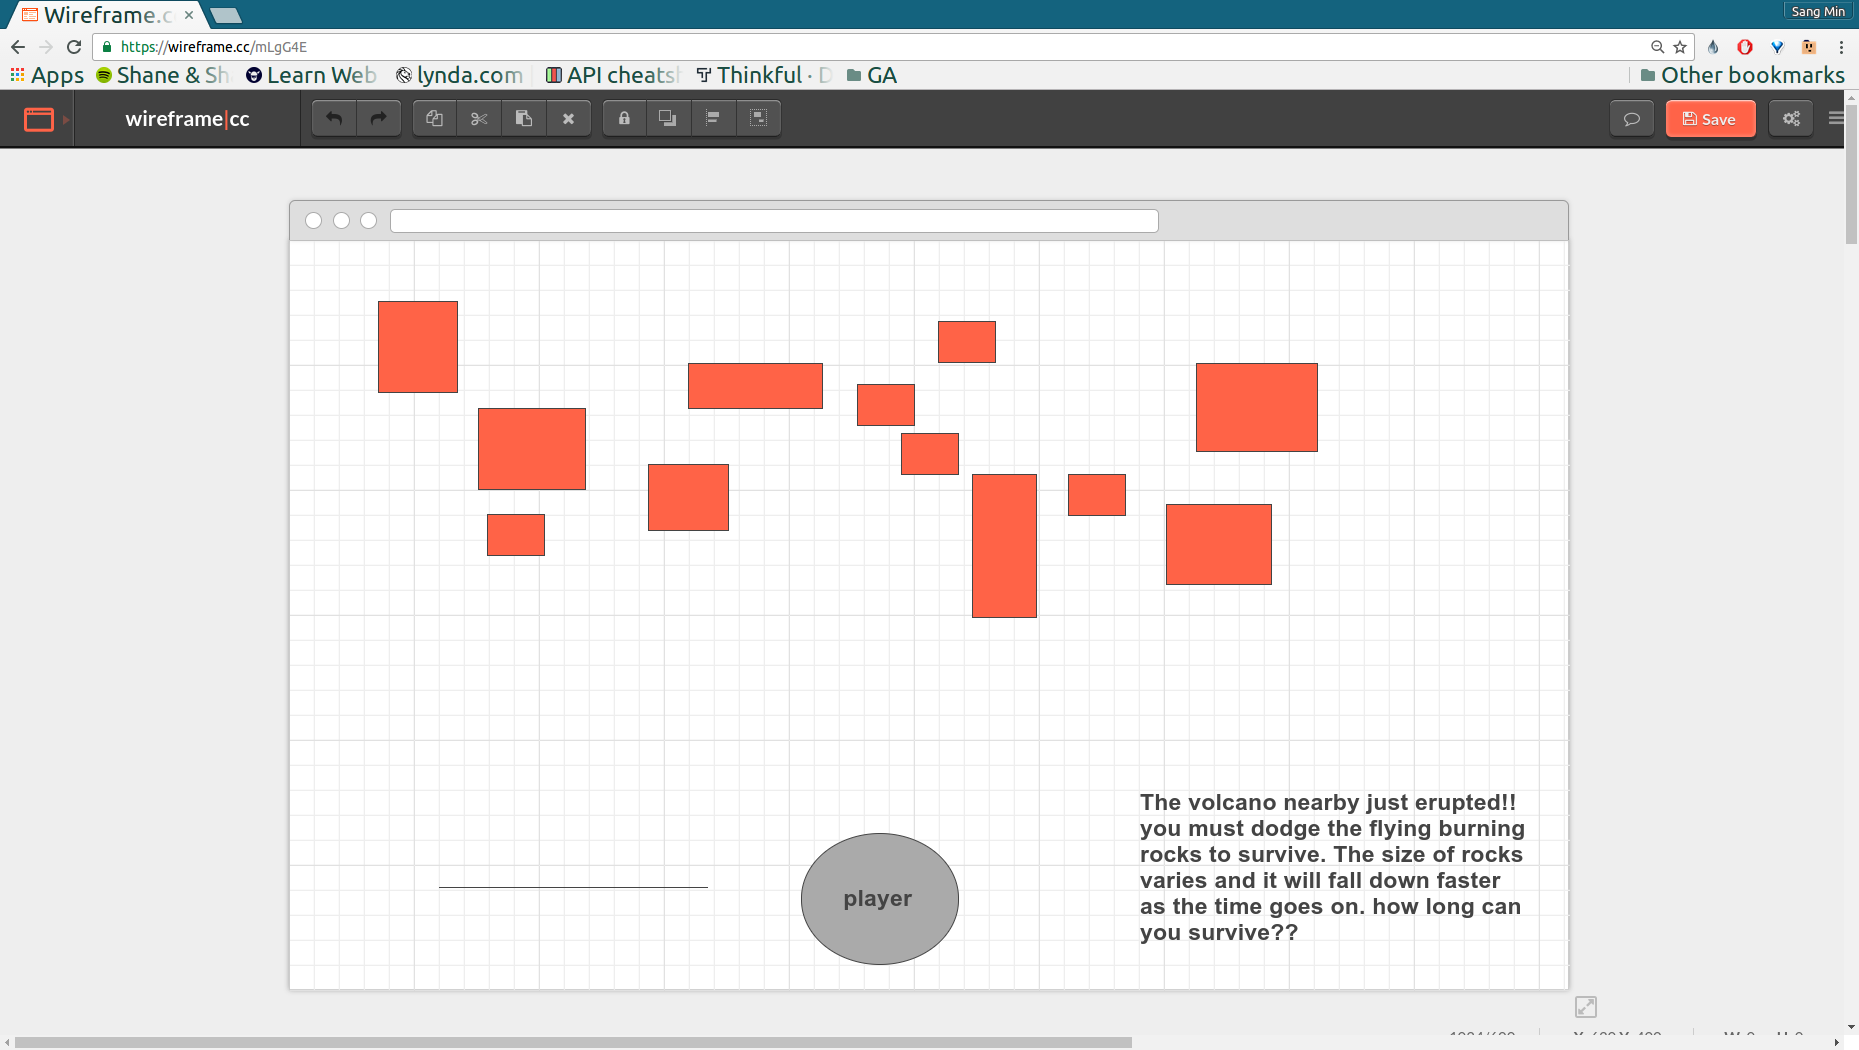 Wireframe.c
Sang Min
https://wireframe.cc/mLgG4E
Apps Shane & Sh Learn Web lynda.com API cheatsh Thinkful · D GA Other bookmarks
wireframe|cc Save
The volcano nearby just erupted!!
you must dodge the flying burning
rocks to survive. The size of rocks
varies and it will fall down faster
as the time goes on. how long can
you survive??
player